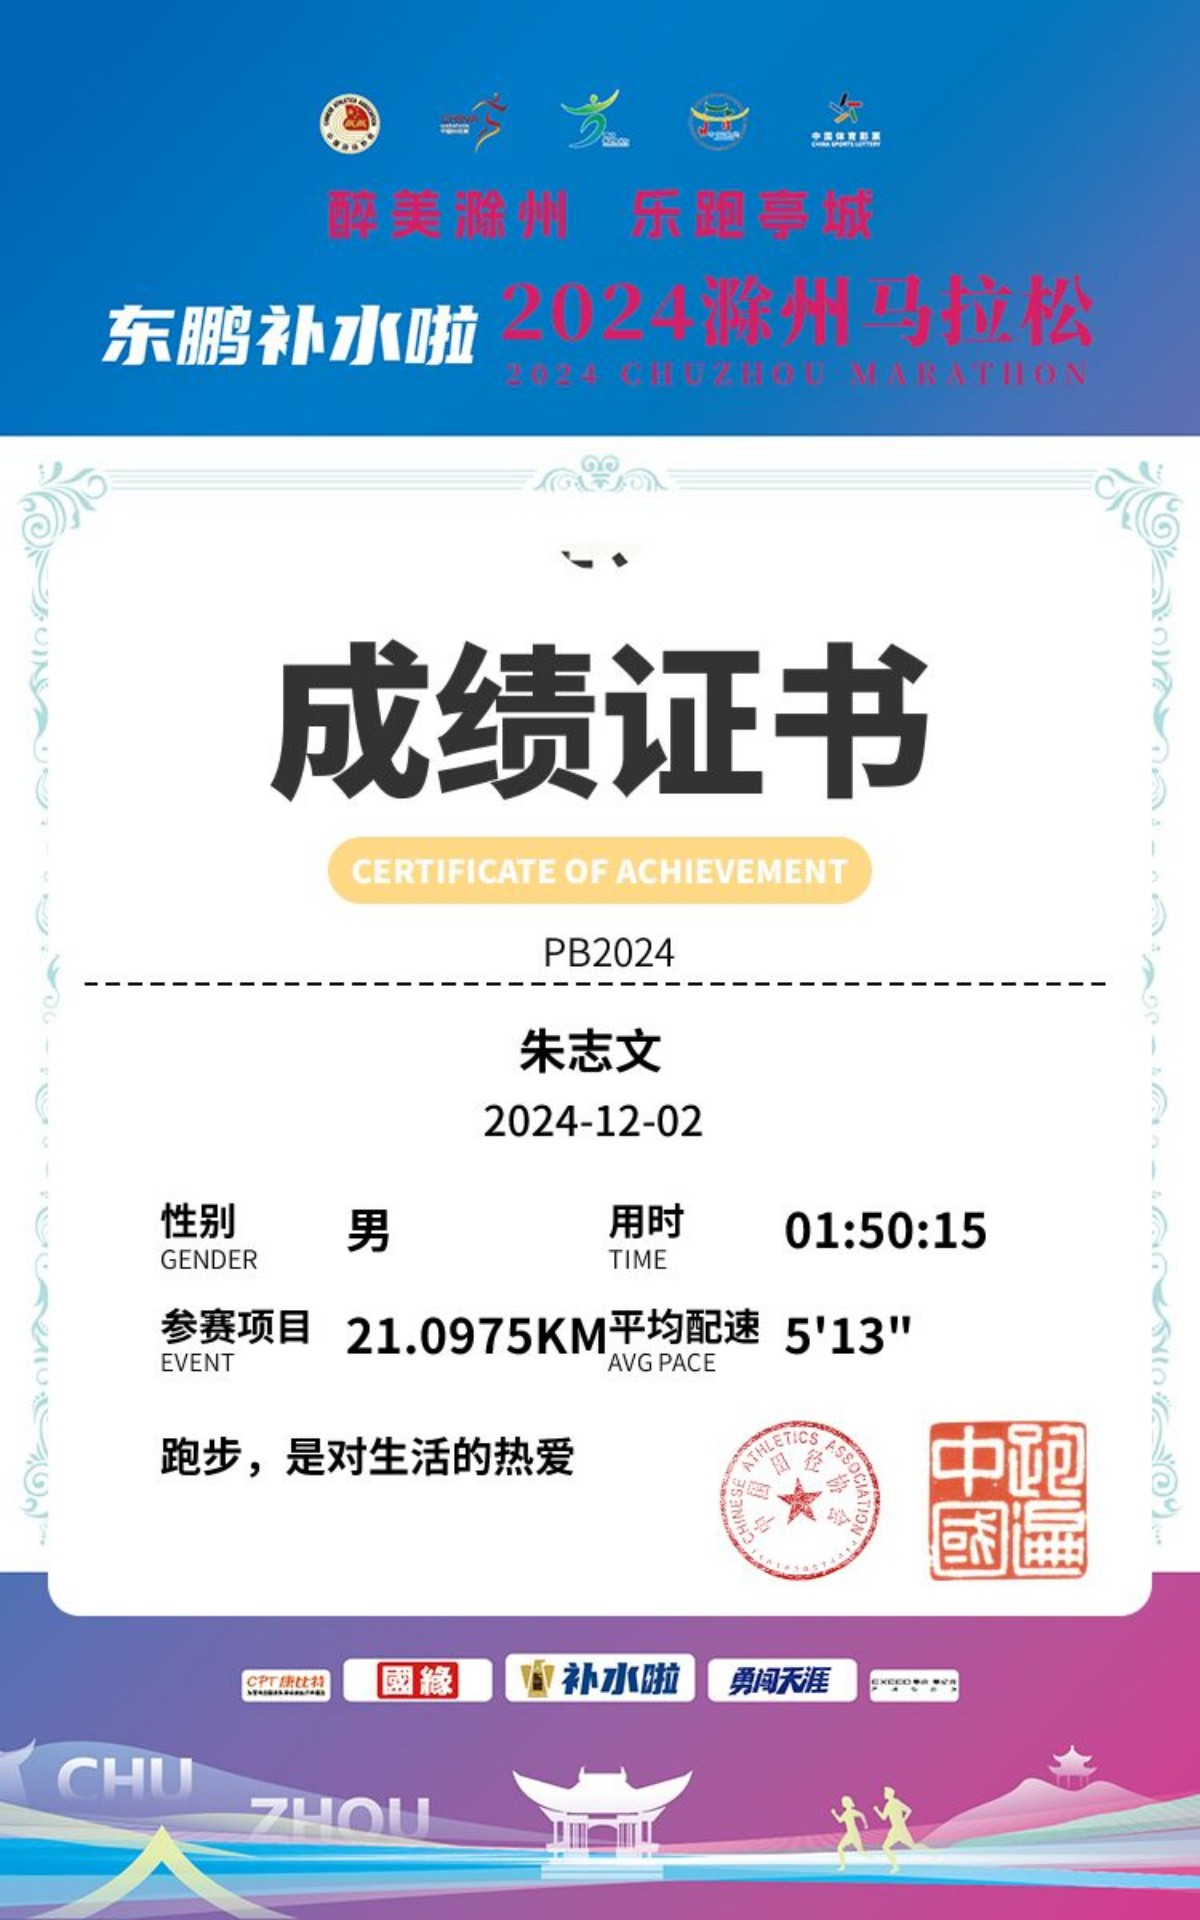 中国体育彩票
CHINA SPORTS LOTTERY
醉美滁州 乐跑亭城
东鹏补水啦 2024滁州马拉松
2024 CHUZHOU MARATHON
成绩证书
CERTIFICATE OF ACHIEVEMENT
PB2024
朱志文
2024-12-02
性别 男 用时 01:50:15
GENDER TIME
参赛项目 21.0975KM 平均配速 5'13"
EVENT AVG PACE
跑步，是对生活的热爱
CHINESE ATHLETICS ASSOCIATION
中国田径协会
跑遍中國
CPT 康比特 國緣 补水啦 勇闯天涯 EXEED
CHU
ZHOU